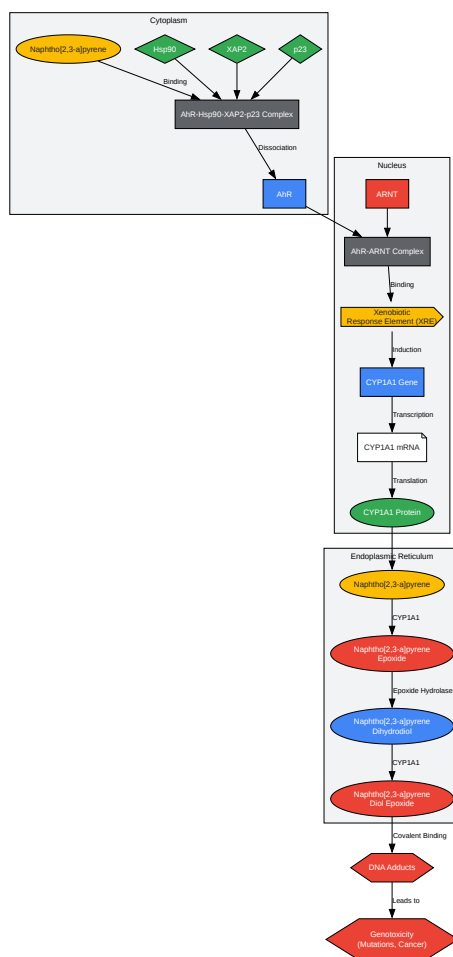 Cytoplasm
Naphtho[2,3-a]pyrene
Hsp90
XAP2
p23
Binding
AhR-Hsp90-XAP2-p23 Complex
Dissociation
AhR
Nucleus
ARNT
AhR-ARNT Complex
Binding
Xenobiotic
Response Element (XRE)
Induction
CYP1A1 Gene
Transcription
CYP1A1 mRNA
Translation
CYP1A1 Protein
Endoplasmic Reticulum
Naphtho[2,3-a]pyrene
CYP1A1
Naphtho[2,3-a]pyrene
Epoxide
Epoxide Hydrolase
Naphtho[2,3-a]pyrene
Dihydrodiol
CYP1A1
Naphtho[2,3-a]pyrene
Diol Epoxide
Covalent Binding
DNA Adducts
Leads to
Genotoxicity
(Mutations, Cancer)